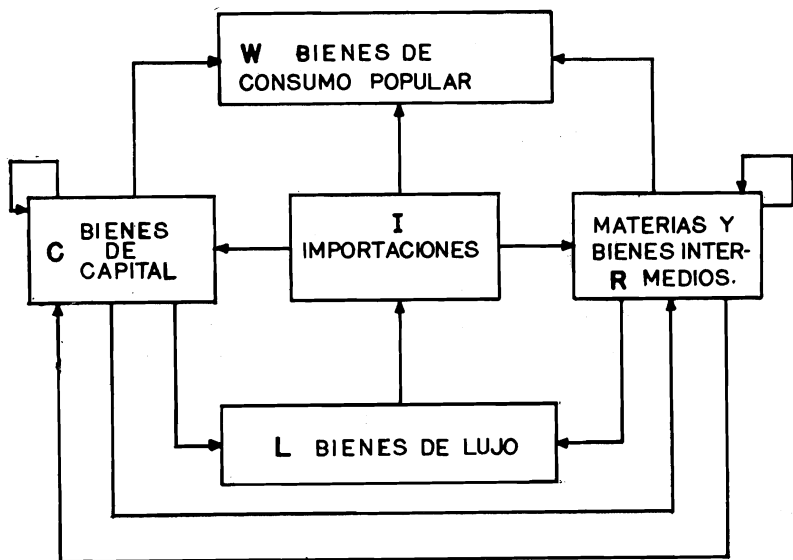 W BIENES DE
CONSUMO POPULAR
BIENES
C DE
CAPITAL
I
IMPORTACIONES
MATERIAS Y
BIENES INTER-
R MEDIOS.
L BIENES DE LUJO